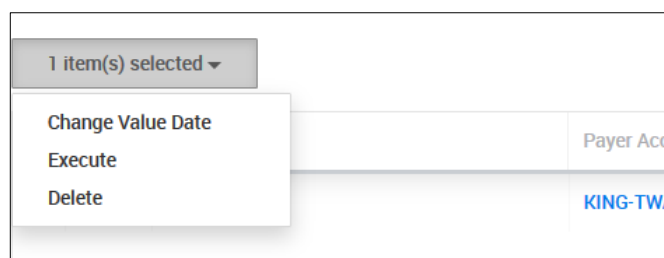 1 item(s) selected
Change Value Date
Payer Acc
Execute
Delete
KING-TWA